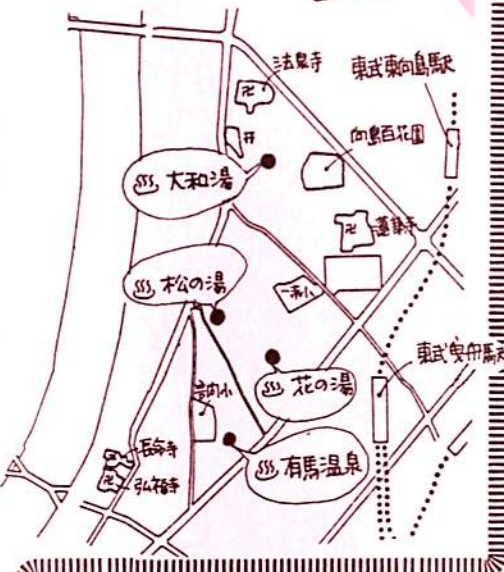 法泉寺
東武東向島駅
向島百花園
大和湯
蓮華寺
松の湯
一寺小
東武曳舟駅
花の湯
言問小
有馬温泉
長命寺
弘福寺